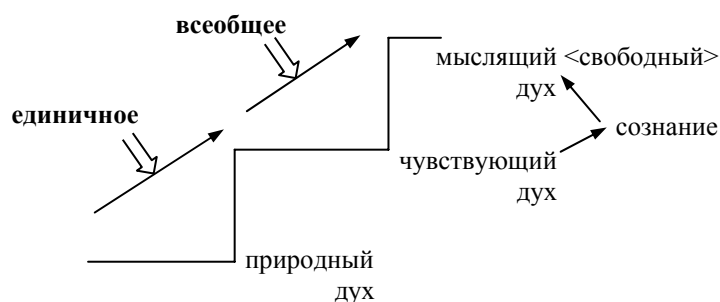 всеобщее
мыслящий <свободный>
дух
единичное
сознание
чувствующий
дух
природный
дух